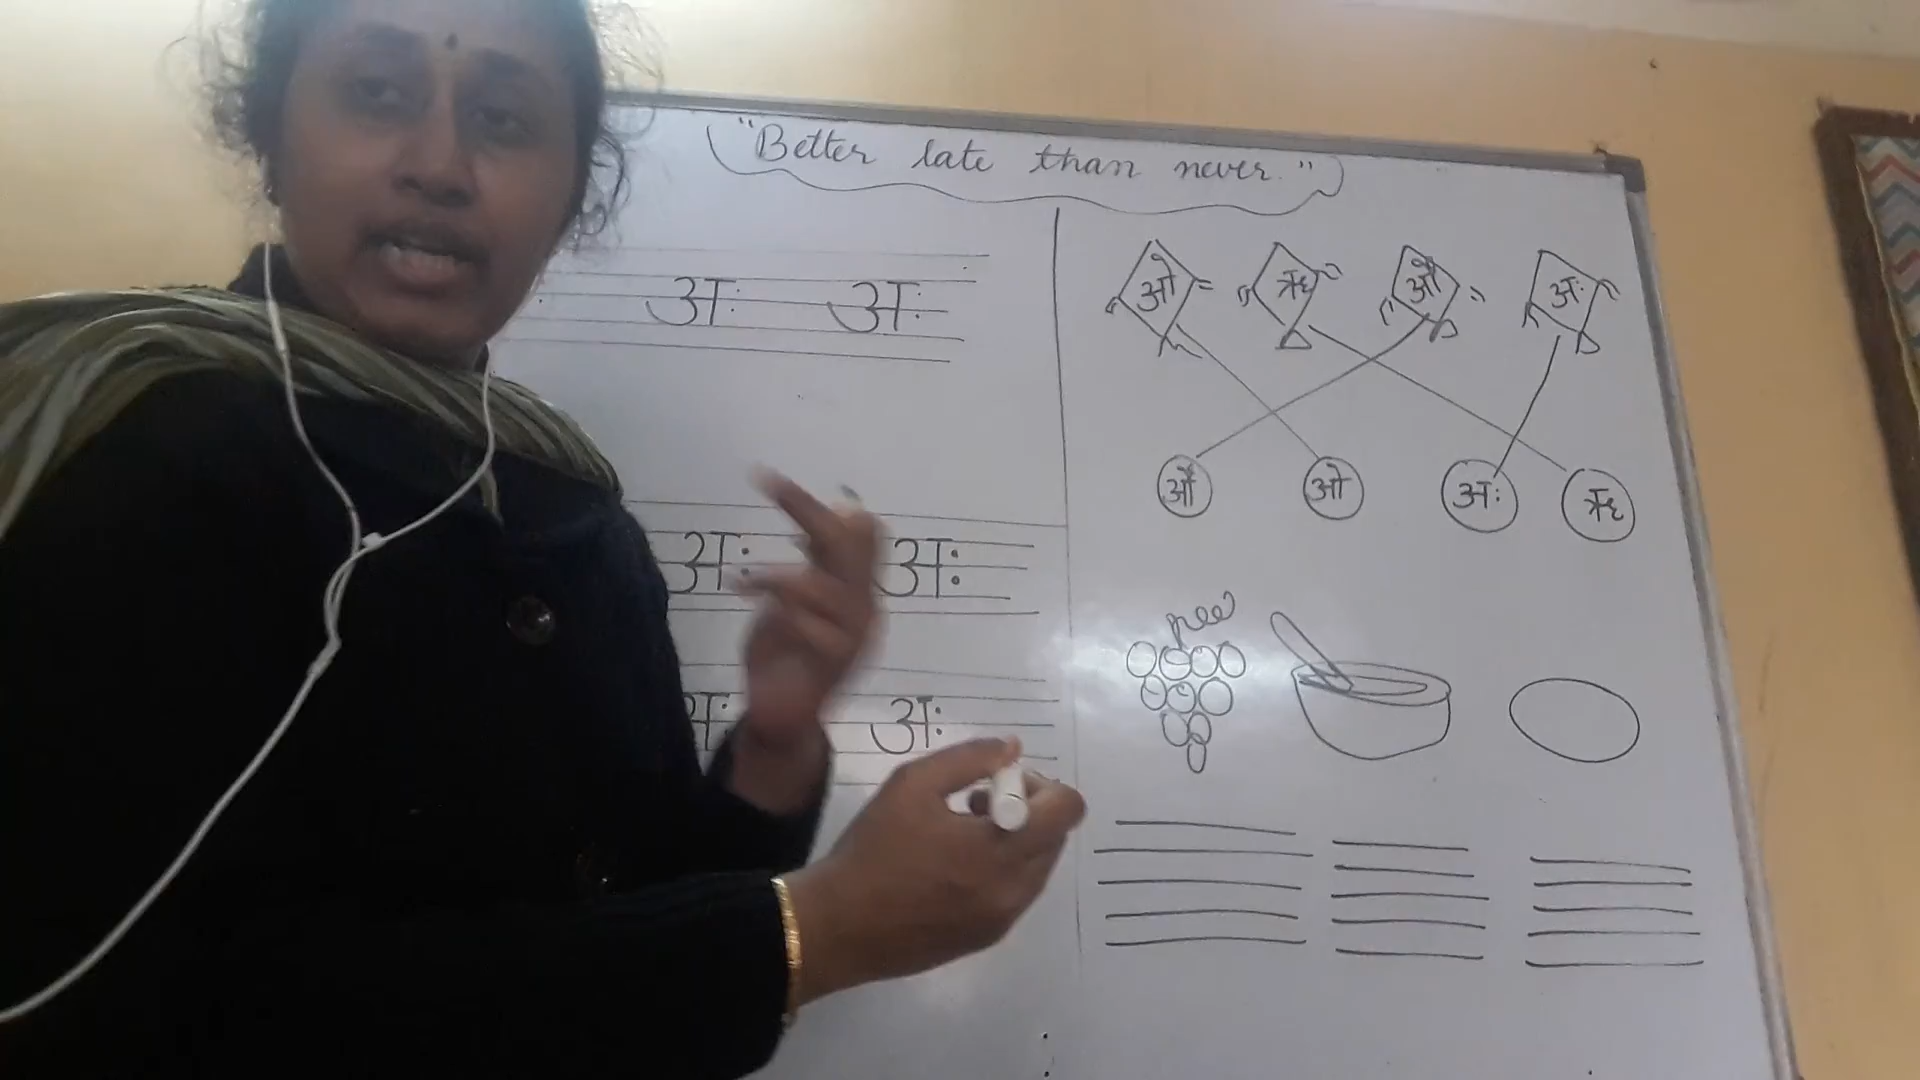 "Better late than never."
अः अः
अः अः
अः अः
ओ ऋ औ अः
औ ओ अः ऋ